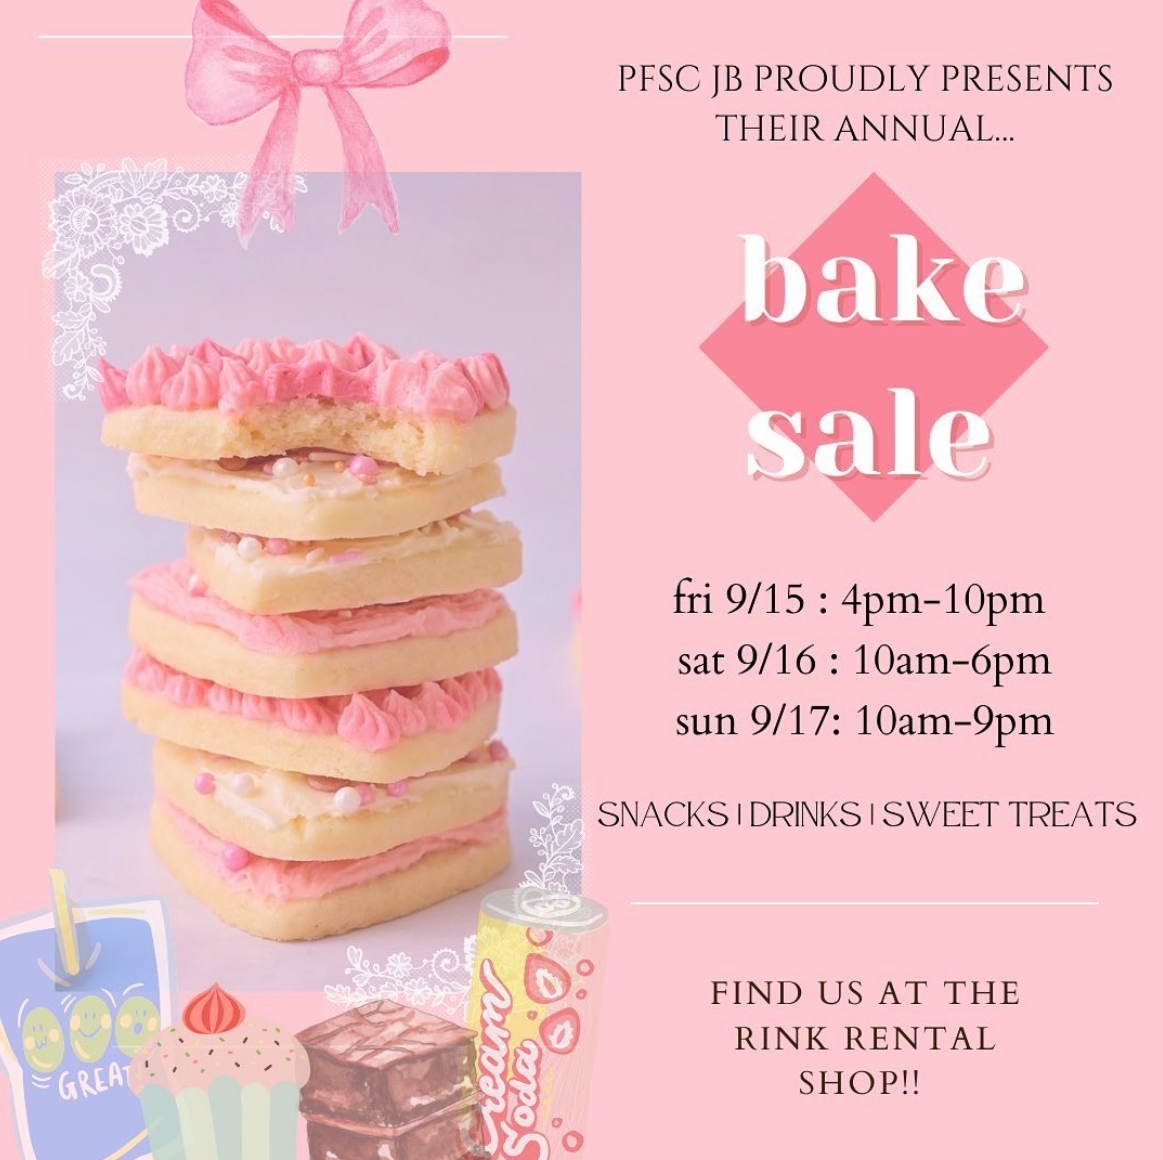 PFSC JB PROUDLY PRESENTS
THEIR ANNUAL...
bake
sale
fri 9/15 : 4pm-10pm
sat 9/16 : 10am-6pm
sun 9/17: 10am-9pm
SNACKS | DRINKS | SWEET TREATS
FIND US AT THE
RINK RENTAL
SHOP!!
GREAT
Cream
Soda